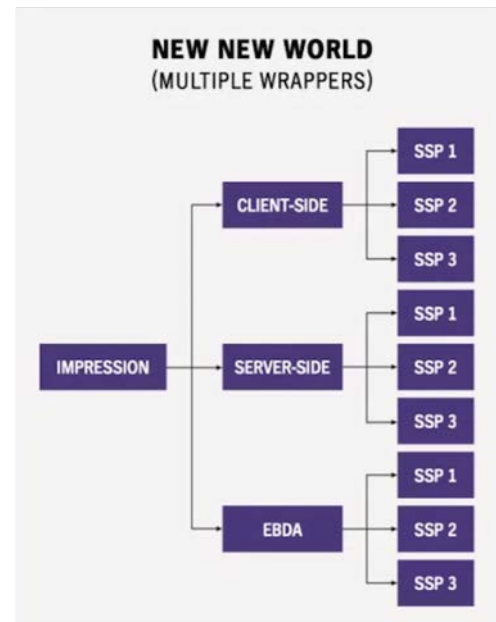 NEW NEW WORLD
(MULTIPLE WRAPPERS)
SSP 1
CLIENT-SIDE
SSP 2
SSP 3
SSP 1
IMPRESSION
SERVER-SIDE
SSP 2
SSP 3
SSP 1
EBDA
SSP 2
SSP 3